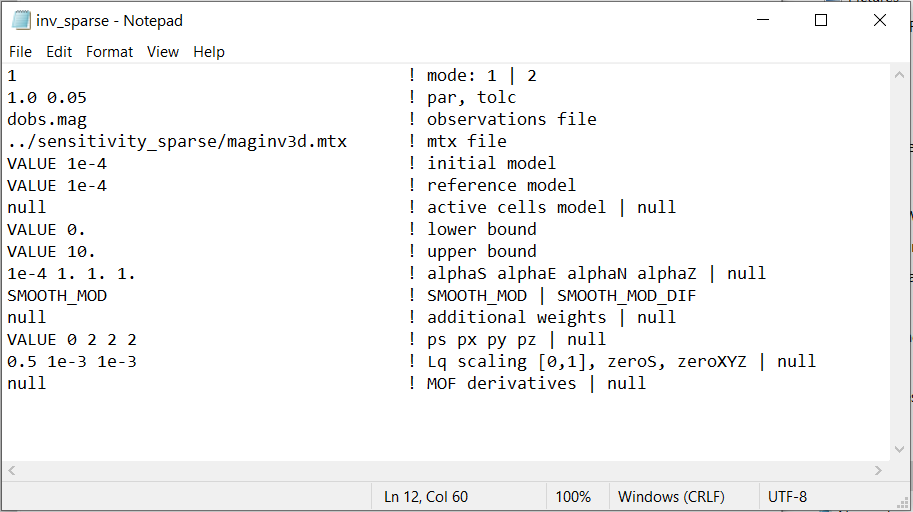 inv_sparse - Notepad
File Edit Format View Help
1 ! mode: 1 | 2
1.0 0.05 ! par, tolc
dobs.mag ! observations file
../sensitivity_sparse/maginv3d.mtx ! mtx file
VALUE 1e-4 ! initial model
VALUE 1e-4 ! reference model
null ! active cells model | null
VALUE 0. ! lower bound
VALUE 10. ! upper bound
1e-4 1. 1. 1. ! alphaS alphaE alphaN alphaZ | null
SMOOTH_MOD ! SMOOTH_MOD | SMOOTH_MOD_DIF
null ! additional weights | null
VALUE 0 2 2 2 ! ps px py pz | null
0.5 1e-3 1e-3 ! Lq scaling [0,1], zeroS, zeroXYZ | null
null ! MOF derivatives | null
Ln 12, Col 60 100% Windows (CRLF) UTF-8